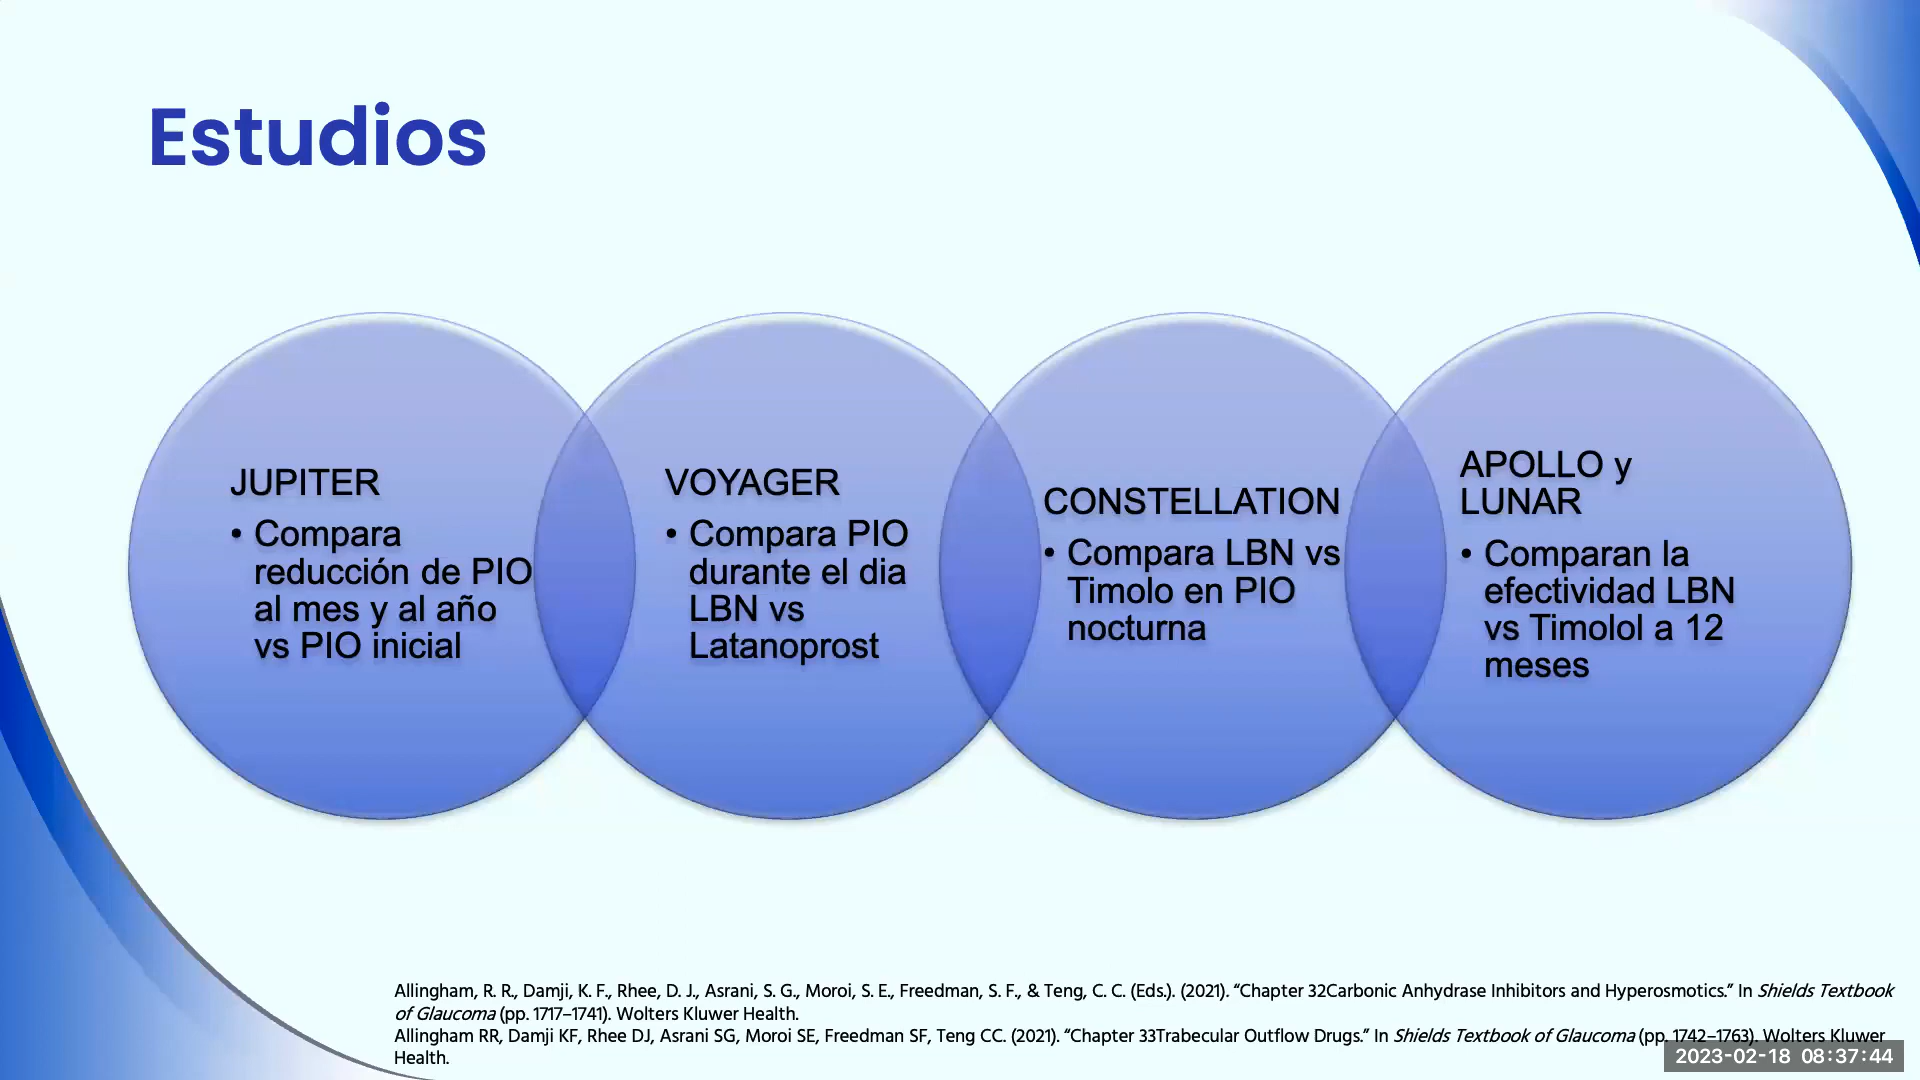 Estudios
JUPITER
• Compara
reducción de PIO
al mes y al año
vs PIO inicial
VOYAGER
• Compara PIO
durante el dia
LBN vs
Latanoprost
CONSTELLATION
• Compara LBN vs
Timolo en PIO
nocturna
APOLLO y
LUNAR
• Comparan la
efectividad LBN
vs Timolol a 12
meses
Allingham, R. R., Damji, K. F., Rhee, D. J., Asrani, S. G., Moroi, S. E., Freedman, S. F., & Teng, C. C. (Eds.). (2021). “Chapter 32Carbonic Anhydrase Inhibitors and Hyperosmotics.” In Shields Textbook
of Glaucoma (pp. 1717–1741). Wolters Kluwer Health.
Allingham RR, Damji KF, Rhee DJ, Asrani SG, Moroi SE, Freedman SF, Teng CC. (2021). “Chapter 33Trabecular Outflow Drugs.” In Shields Textbook of Glaucoma (pp. 1742–1763). Wolters Kluwer
Health.
2023-02-18 08:37:44